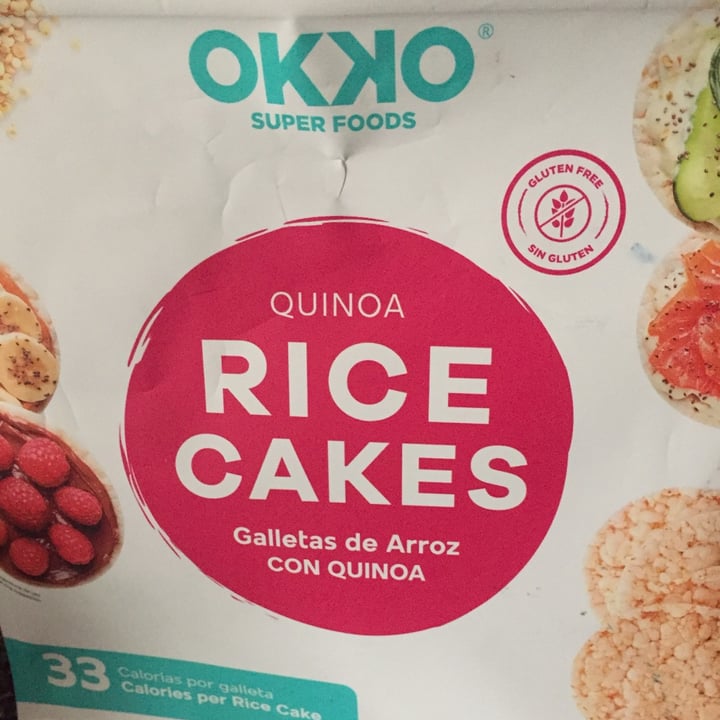 OKKO®
SUPER FOODS
GLUTEN FREE
SIN GLUTEN
QUINOA
RICE
CAKES
Galletas de Arroz
CON QUINOA
33
Calorías por galleta
Calories per Rice Cake